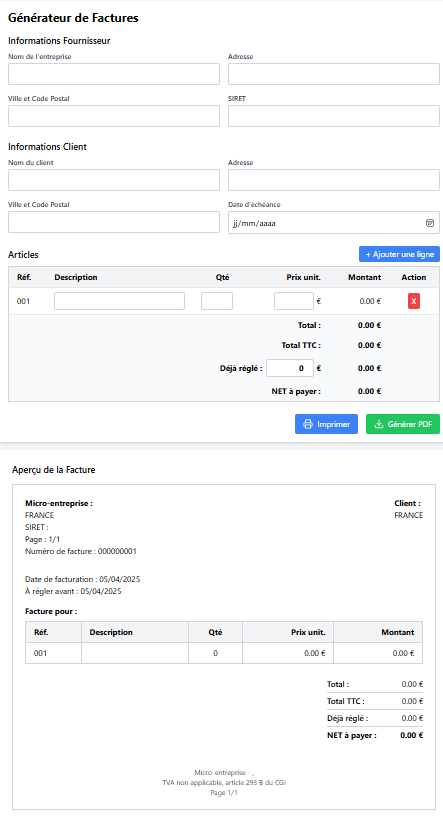 Générateur de Factures
Informations Fournisseur
Nom de l'entreprise
Adresse
Ville et Code Postal
SIRET
Informations Client
Nom du client
Adresse
Ville et Code Postal
Date d'échéance
jj/mm/aaaa
Articles
+ Ajouter une ligne
Réf. Description Qté Prix unit. Montant Action
001 € 0.00 € X
Total : 0.00 €
Total TTC : 0.00 €
Déjà réglé : 0 € 0.00 €
NET à payer : 0.00 €
Imprimer
Générer PDF
Aperçu de la Facture
Micro-entreprise :
FRANCE
SIRET :
Page : 1/1
Numéro de facture : 000000001
Client :
FRANCE
Date de facturation : 05/04/2025
À régler avant : 05/04/2025
Facture pour :
Réf. Description Qté Prix unit. Montant
001 0 0.00 € 0.00 €
Total : 0.00 €
Total TTC : 0.00 €
Déjà réglé : 0.00 €
NET à payer : 0.00 €
Micro-entreprise - ,
TVA non applicable, article 293 B du CGI
Page 1/1